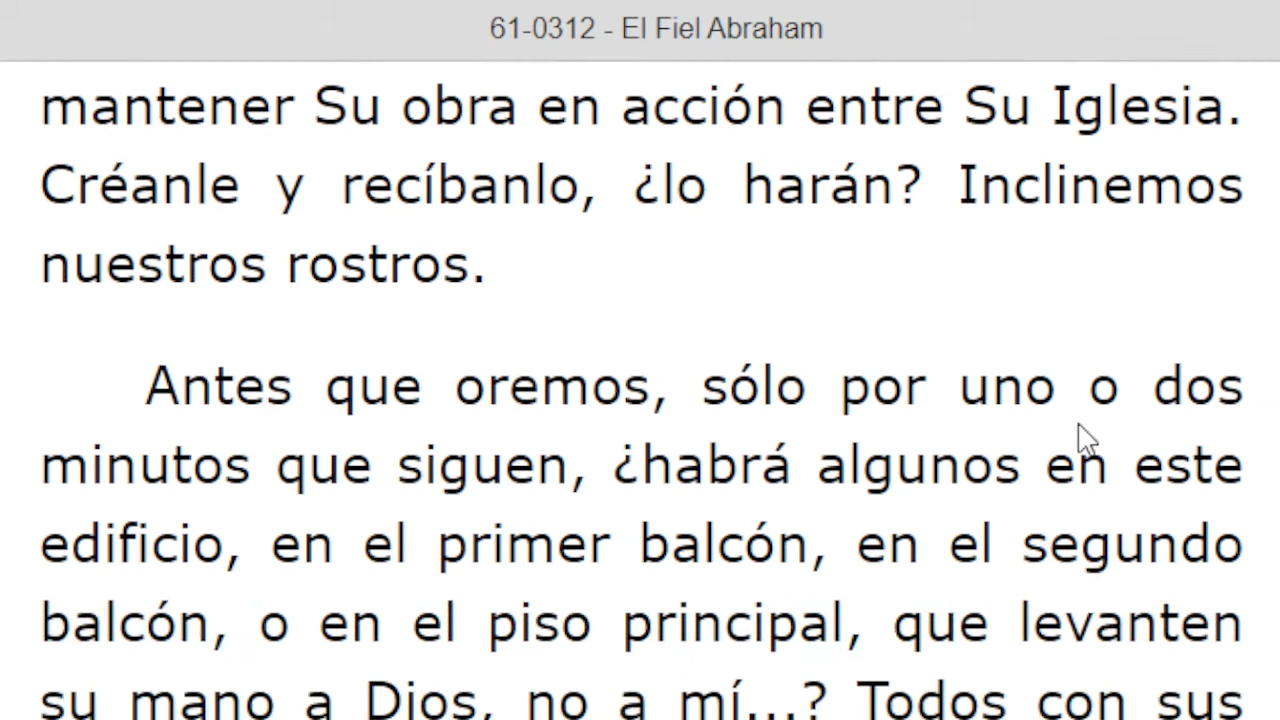 61-0312 - El Fiel Abraham
mantener Su obra en acción entre Su Iglesia.
Créanle y recíbanlo, ¿lo harán? Inclinemos
nuestros rostros.
Antes que oremos, sólo por uno o dos
minutos que siguen, ¿habrá algunos en este
edificio, en el primer balcón, en el segundo
balcón, o en el piso principal, que levanten
su mano a Dios, no a mí...? Todos con sus